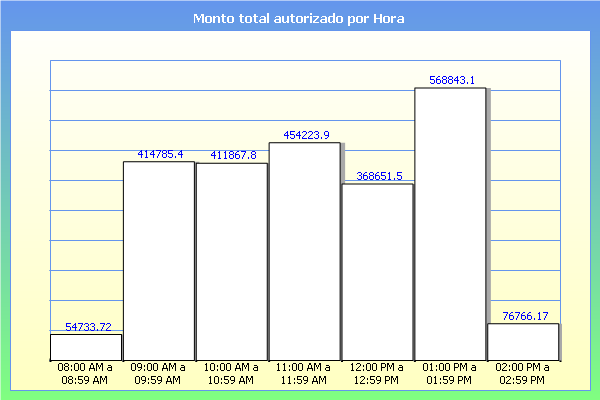 Monto total autorizado por Hora
568843.1
454223.9
414785.4
411867.8
368651.5
76766.17
54733.72
08:00 AM a
08:59 AM
09:00 AM a
09:59 AM
10:00 AM a
10:59 AM
11:00 AM a
11:59 AM
12:00 PM a
12:59 PM
01:00 PM a
01:59 PM
02:00 PM a
02:59 PM